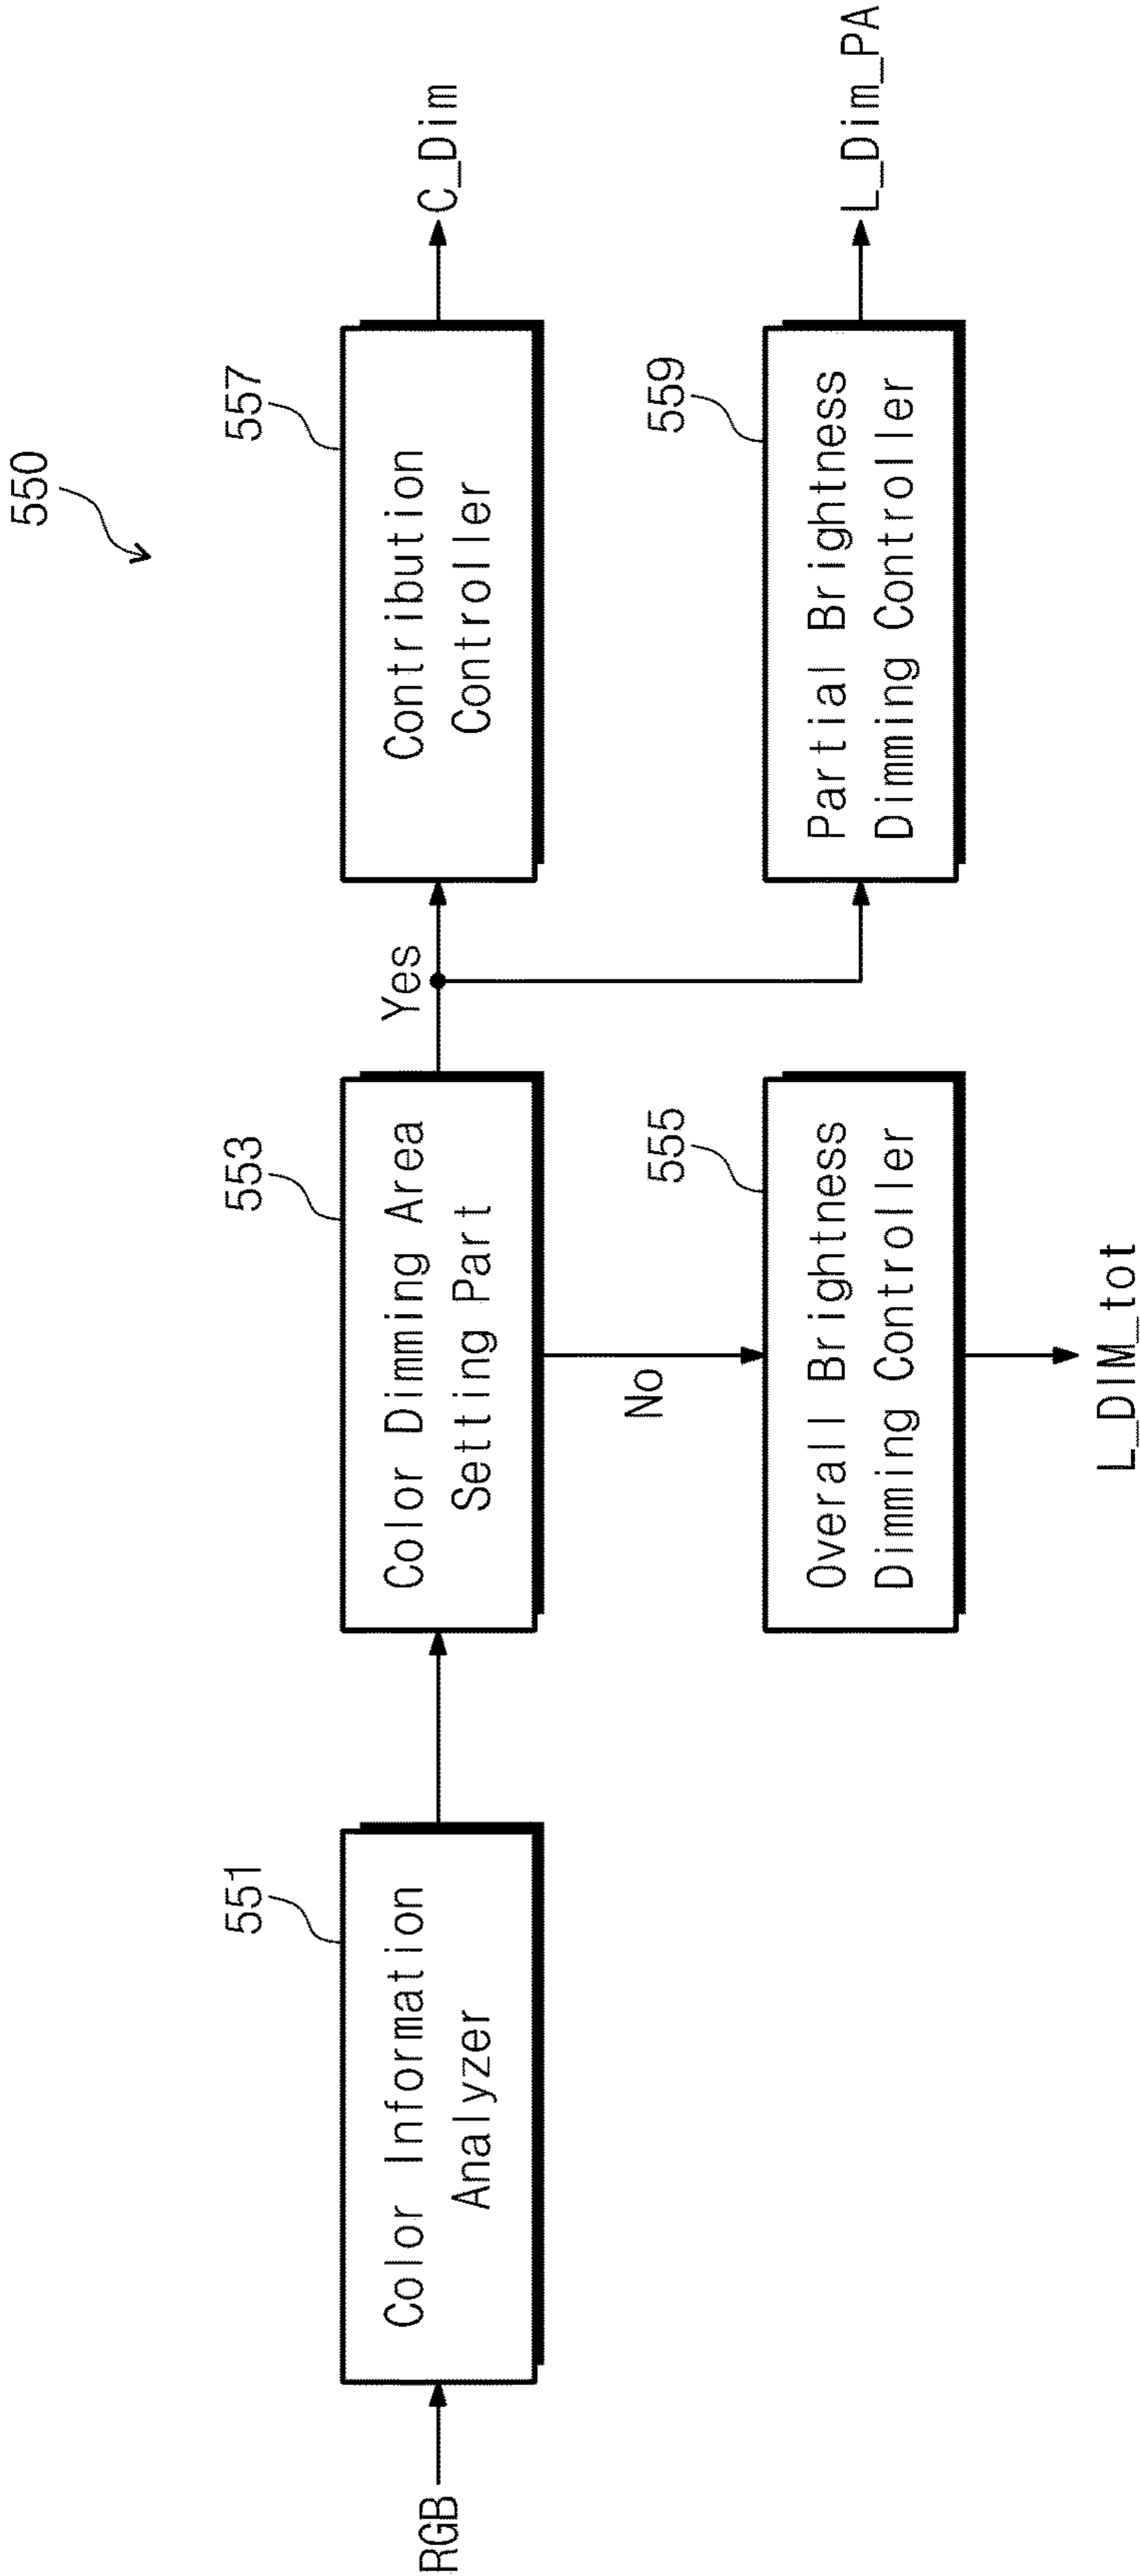 550
551
553
557
RGB
Color Information
Analyzer
Color Dimming Area
Setting Part
Yes
Contribution
Controller
C_Dim
No
555
559
Overall Brightness
Dimming Controller
Partial Brightness
Dimming Controller
L_Dim_PA
L_DIM_tot